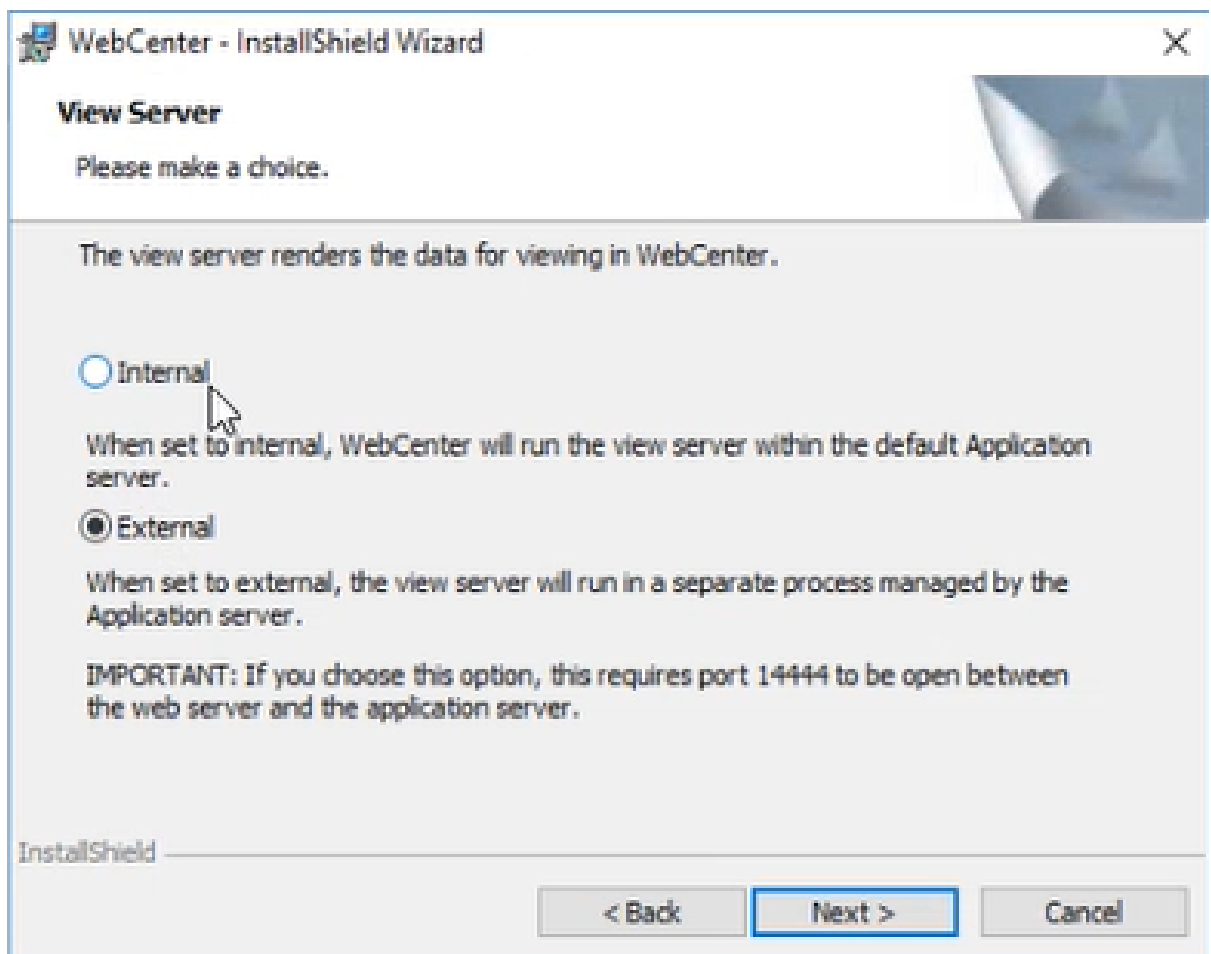 WebCenter - InstallShield Wizard
View Server
Please make a choice.
The view server renders the data for viewing in WebCenter.
Internal
When set to internal, WebCenter will run the view server within the default Application
server.
External
When set to external, the view server will run in a separate process managed by the
Application server.
IMPORTANT: If you choose this option, this requires port 14444 to be open between
the web server and the application server.
InstallShield
< Back
Next >
Cancel